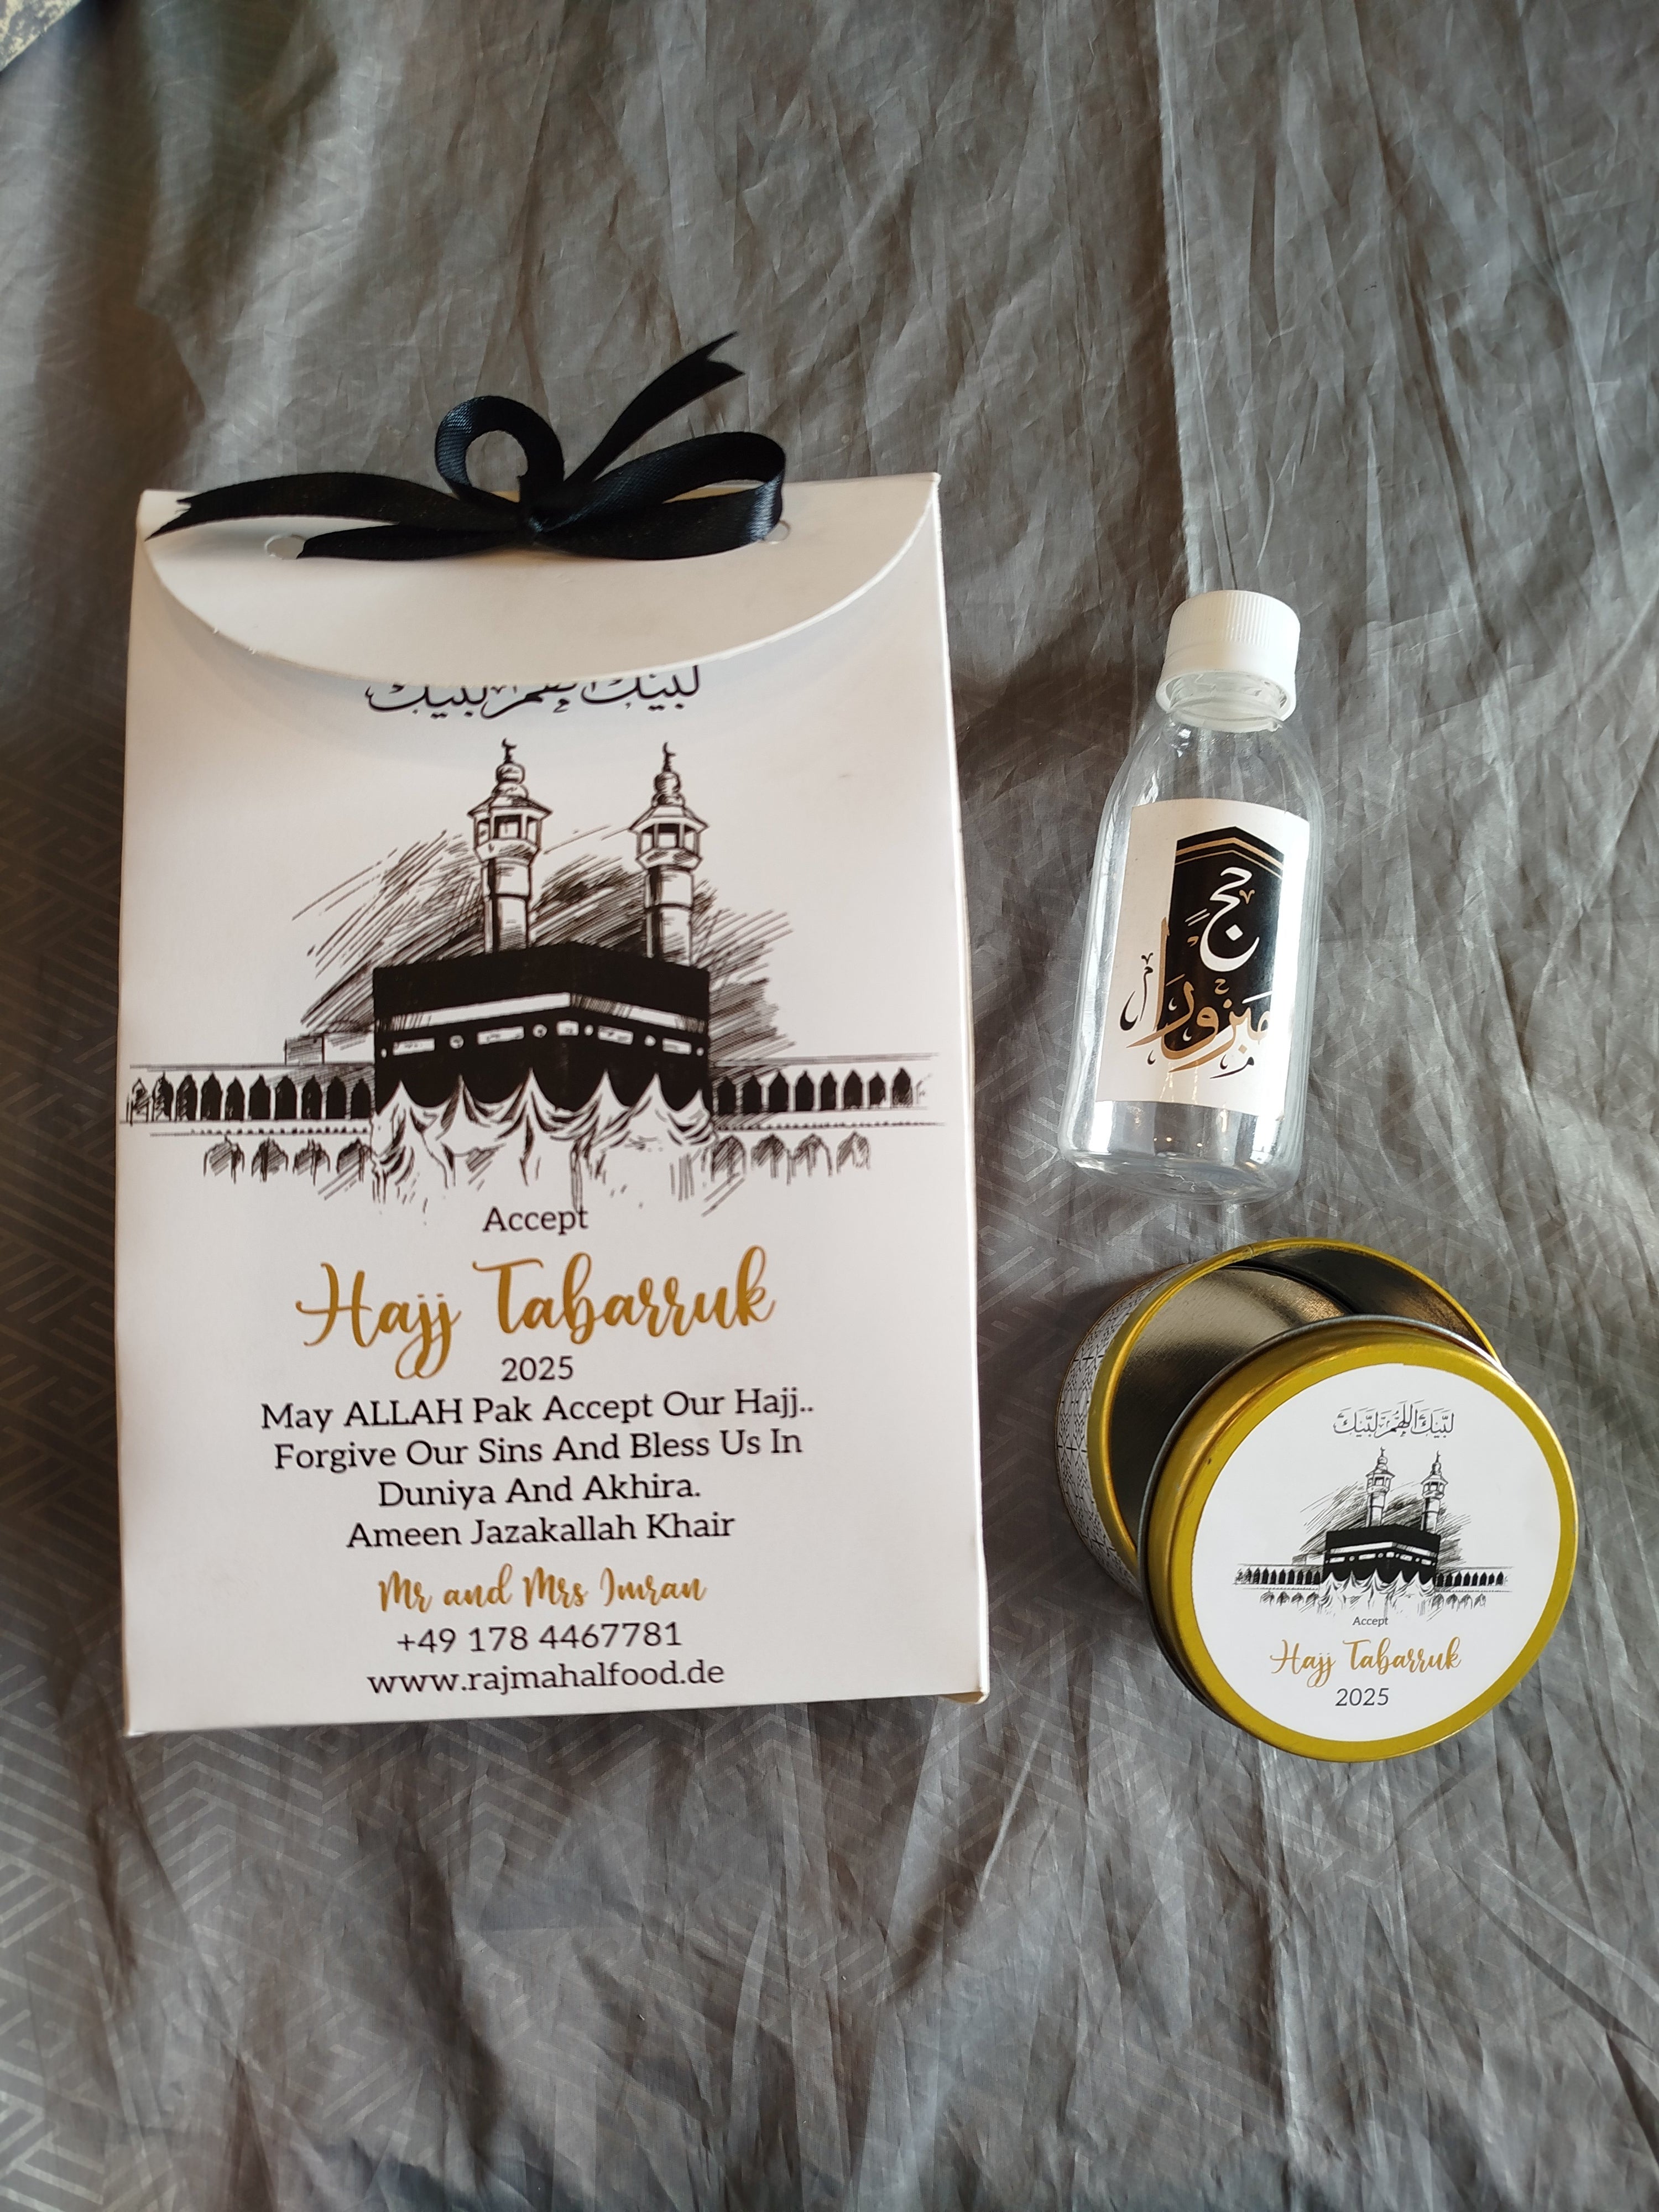 لبيك اللهم لبيك
Accept
Hajj Tabarruk
2025
May ALLAH Pak Accept Our Hajj..
Forgive Our Sins And Bless Us In
Duniya And Akhira.
Ameen Jazakallah Khair
Mr and Mrs Imran
+49 178 4467781
www.rajmahalfood.de
حج
مبرورا
لبيك اللهم لبيك
Accept
Hajj Tabarruk
2025